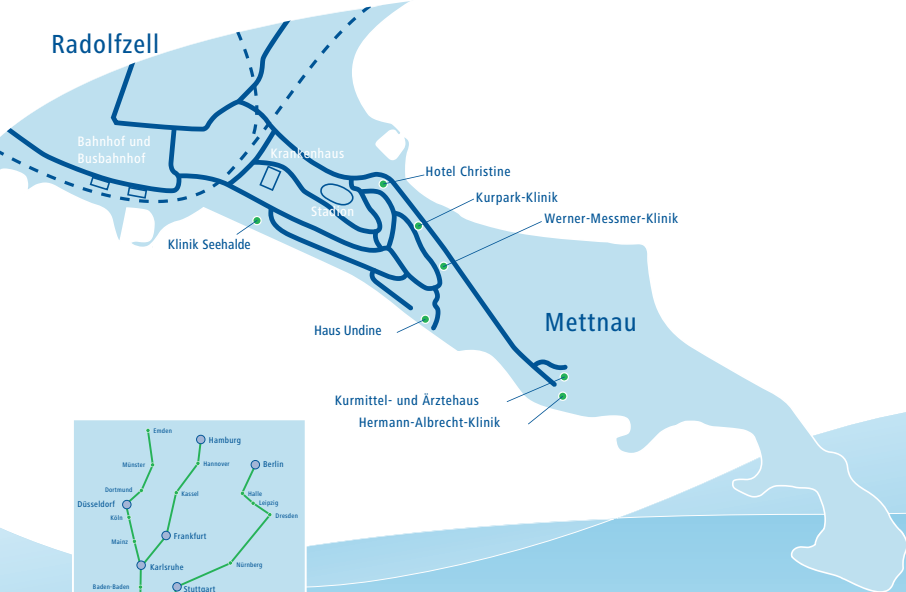 Radolfzell
Bahnhof und
Busbahnhof
Krankenhaus
Hotel Christine
Kurpark-Klinik
Stadion
Werner-Messmer-Klinik
Klinik Seehalde
Mettnau
Haus Undine
Kurmittel- und Ärztehaus
Hermann-Albrecht-Klinik
Emden
Hamburg
Münster
Hannover
Berlin
Dortmund
Kassel
Halle
Düsseldorf
Leipzig
Köln
Dresden
Mainz
Frankfurt
Karlsruhe
Nürnberg
Baden-Baden
Stuttgart